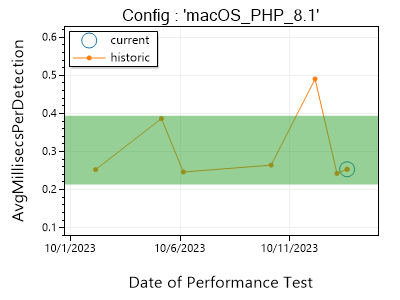 Config : 'macOS_PHP_8.1'
current
historic
AvgMillisecsPerDetection
0.6
0.5
0.4
0.3
0.2
0.1
10/1/2023
10/6/2023
10/11/2023
Date of Performance Test